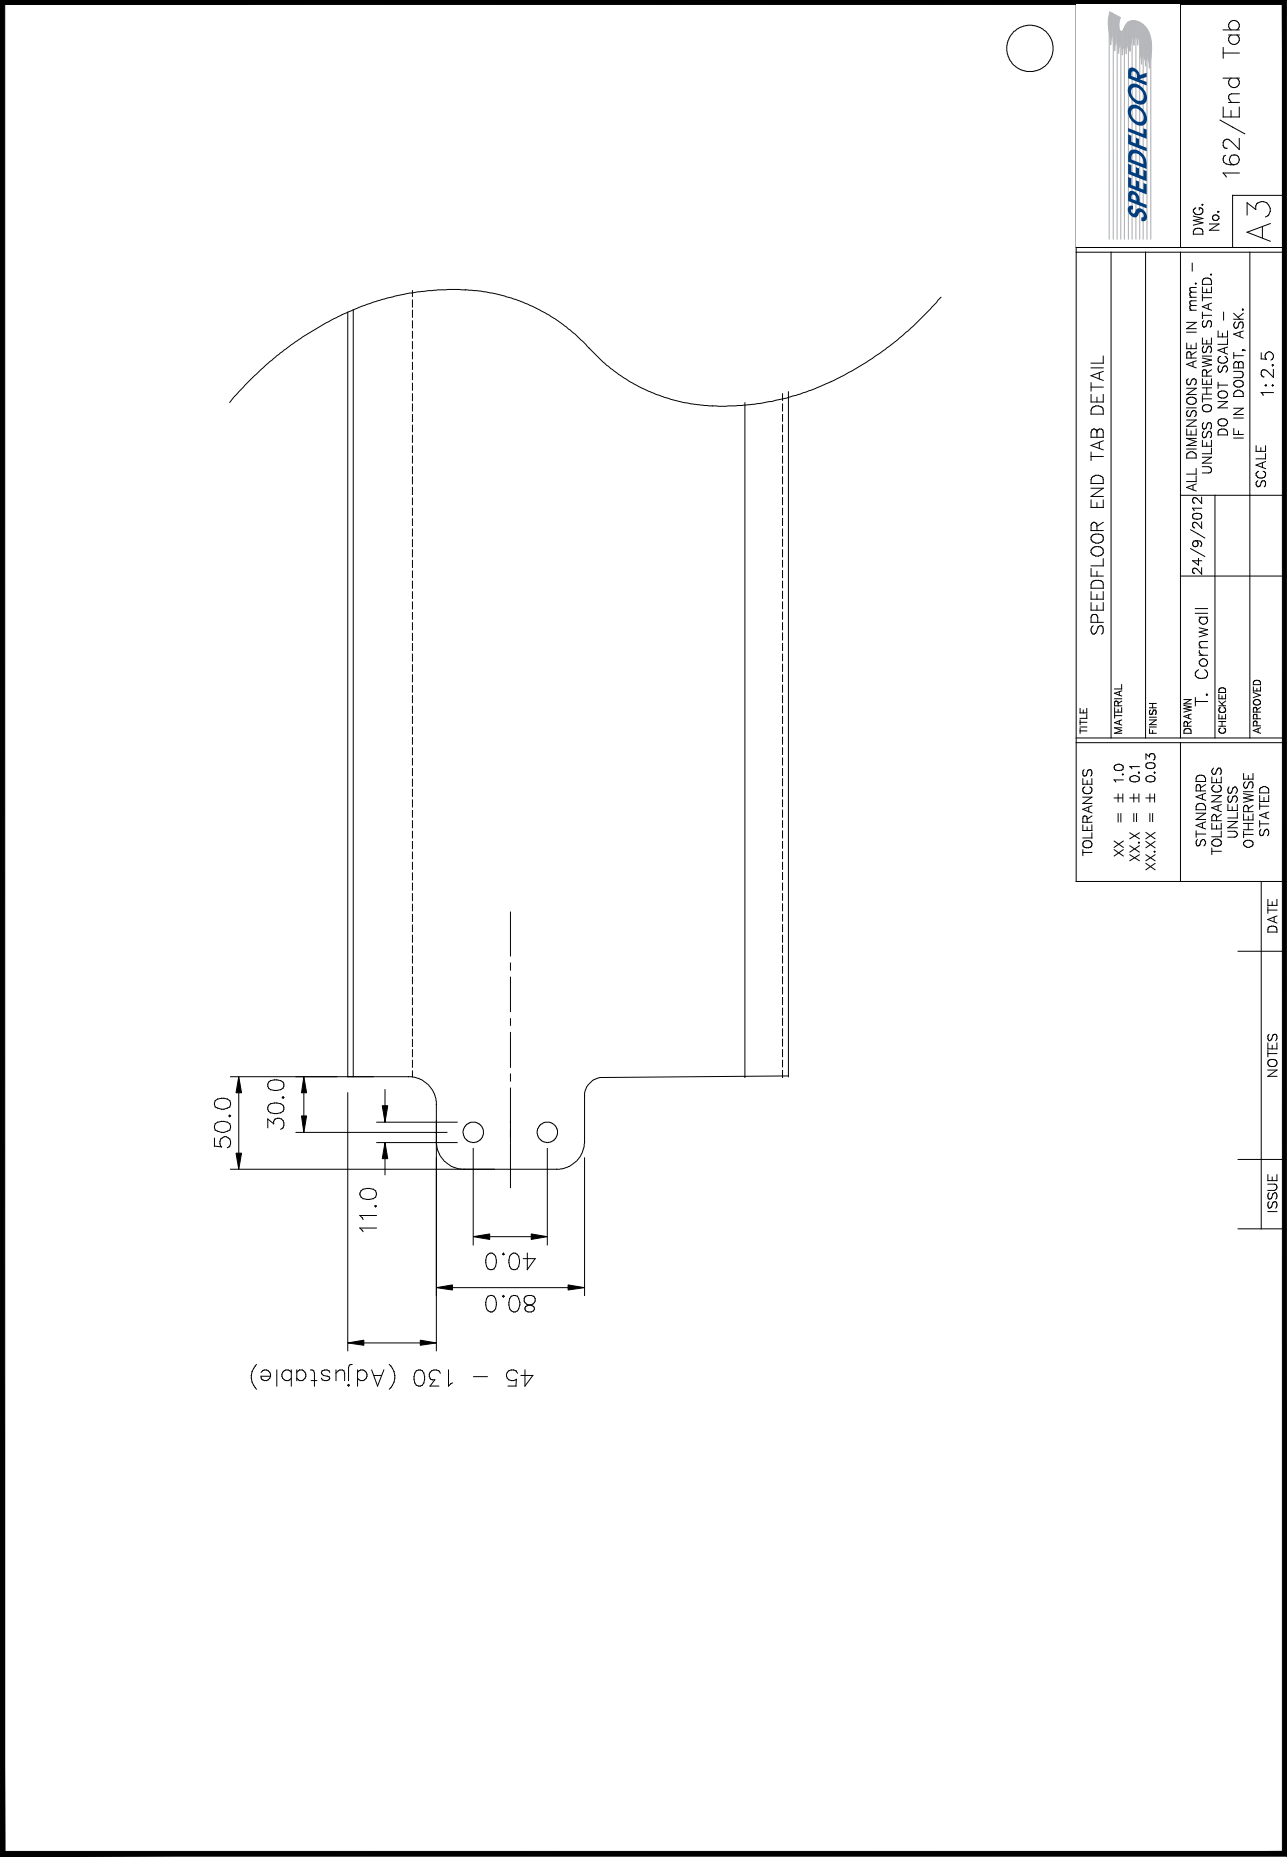 50.0
30.0
11.0
40.0
80.0
45 - 130 (Adjustable)
SPEEDFLOOR
DWG.
No.
162/End Tab
A3
TITLE
SPEEDFLOOR END TAB DETAIL
MATERIAL
FINISH
DRAWN
T. Cornwall
24/9/2012
CHECKED
APPROVED
ALL DIMENSIONS ARE IN mm. -
UNLESS OTHERWISE STATED.
DO NOT SCALE -
IF IN DOUBT, ASK.
SCALE
1:2.5
TOLERANCES
XX = ± 1.0
XX.X = ± 0.1
XX.XX = ± 0.03
STANDARD
TOLERANCES
UNLESS
OTHERWISE
STATED
ISSUE
NOTES
DATE